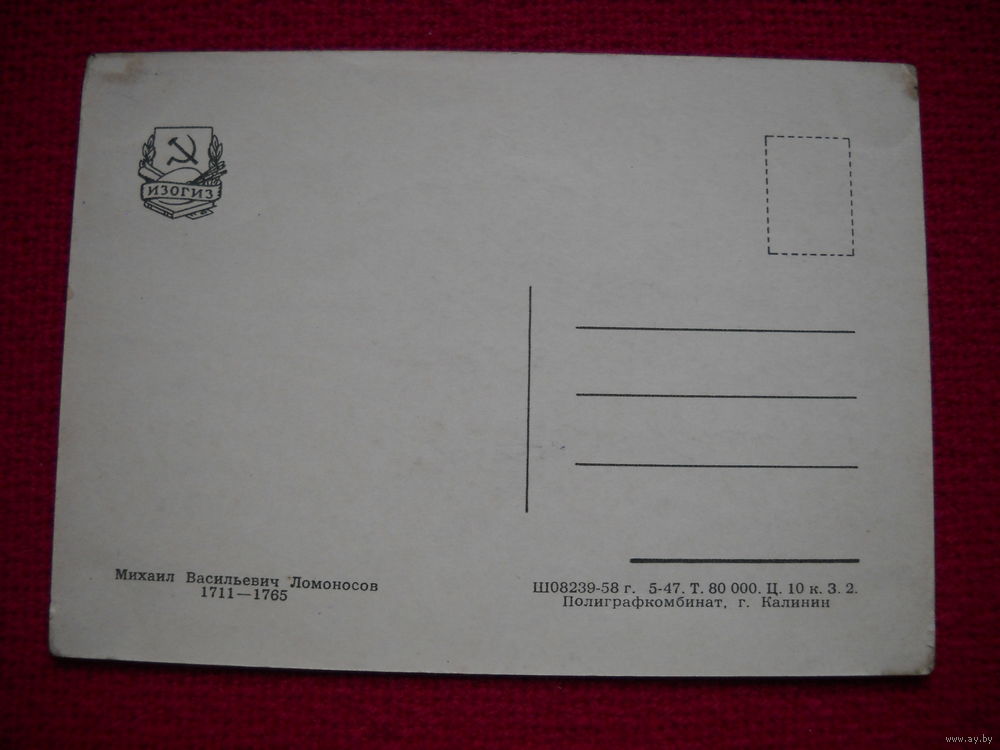 ИЗОГИЗ
Михаил Васильевич Ломоносов
1711—1765
Ш08239-58 г. 5-47. Т. 80 000. Ц. 10 к. З. 2.
Полиграфкомбинат, г. Калинин
www.ay.by